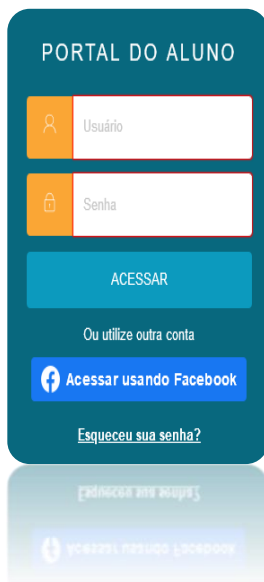 PORTAL DO ALUNO
Usuário
Senha
ACESSAR
Ou utilize outra conta
Acessar usando Facebook
Esqueceu sua senha?